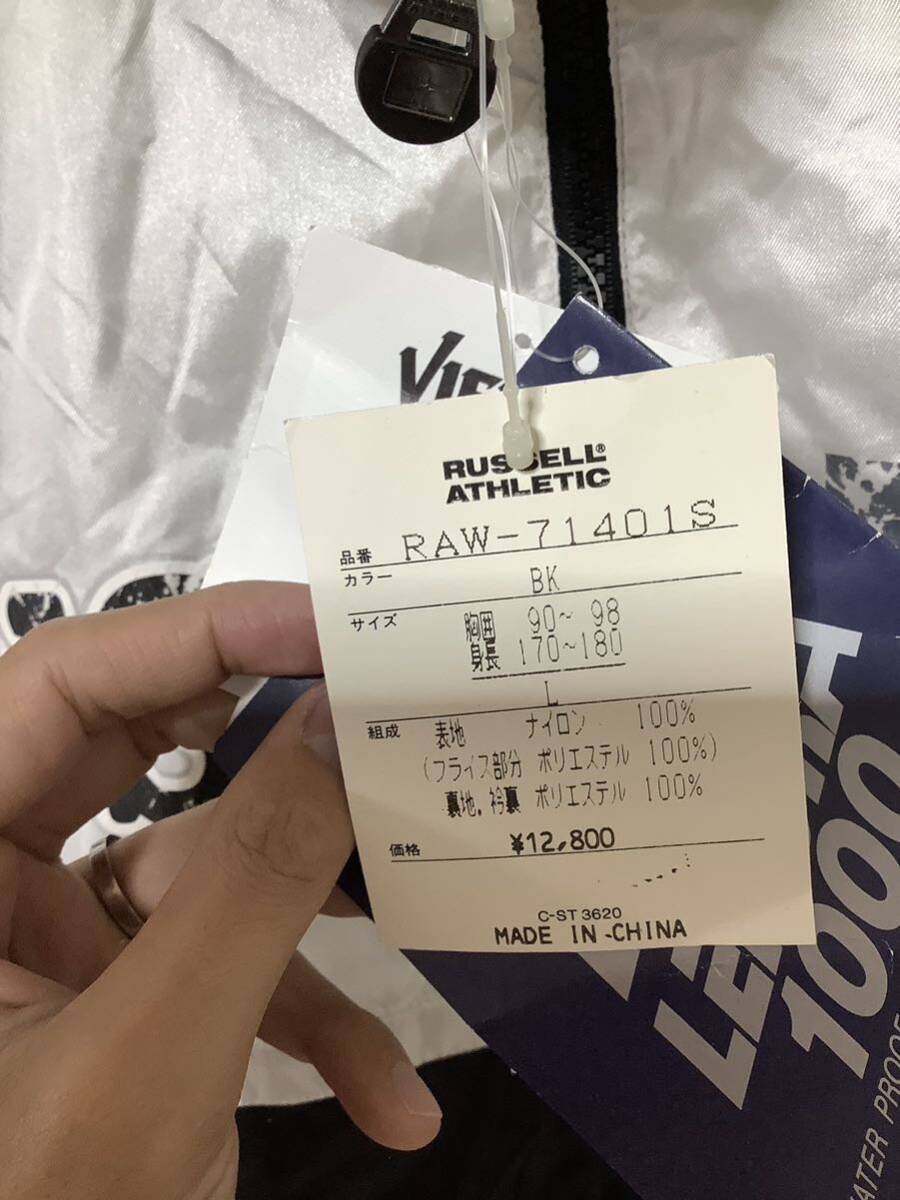 RUSSELL®
ATHLETIC
品番 RAW-71401S
カラー BK
サイズ 胸囲 90~ 98
身長 170~180
L
組成 表地 ナイロン 100%
(フライス部分 ポリエステル 100%)
裏地.衿裏 ポリエステル 100%
価格 ¥12,800
C-ST 3620
MADE IN CHINA